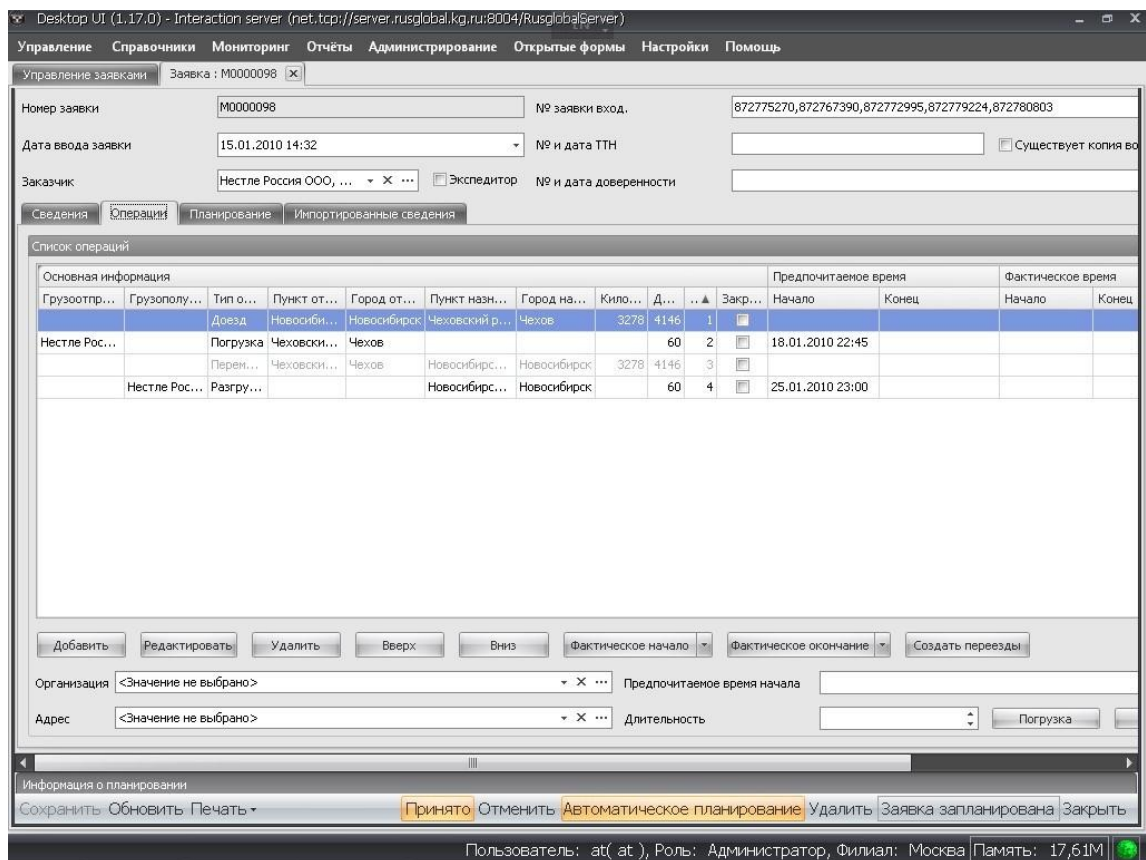 Desktop UI (1.17.0) - Interaction server (net.tcp://server.rusglobal.kg.ru:8004/RusglobalServer)
Управление Справочники Мониторинг Отчёты Администрирование Открытые формы Настройки Помощь
Управление заявками Заявка : М0000098
Номер заявки М0000098 № заявки вход. 872775270,872767390,872772995,872779224,872780803
Дата ввода заявки 15.01.2010 14:32 № и дата ТТН Существует копия во
Заказчик Нестле Россия ООО, ... Экспедитор № и дата доверенности
Сведения Операции Планирование Импортированные сведения
Список операций
Основная информация Предпочитаемое время Фактическое время
Грузоотпр... Грузополу... Тип о... Пункт от... Город от... Пункт назн... Город на... Кило... Д... .. Закр... Начало Конец Начало Конец
Доезд Новосиби... Новосибирск Чеховский р... Чехов 3278 4146 1
Нестле Рос... Погрузка Чеховски... Чехов 60 2 18.01.2010 22:45
Перем... Чеховски... Чехов Новосибирс... Новосибирск 3278 4146 3
Нестле Рос... Разгру... Новосибирс... Новосибирск 60 4 25.01.2010 23:00
Добавить Редактировать Удалить Вверх Вниз Фактическое начало Фактическое окончание Создать переезды
Организация <Значение не выбрано> Предпочитаемое время начала
Адрес <Значение не выбрано> Длительность Погрузка
Информация о планировании
Сохранить Обновить Печать Принято Отменить Автоматическое планирование Удалить Заявка запланирована Закрыть
Пользователь: at( at ), Роль: Администратор, Филиал: Москва Память: 17,61М